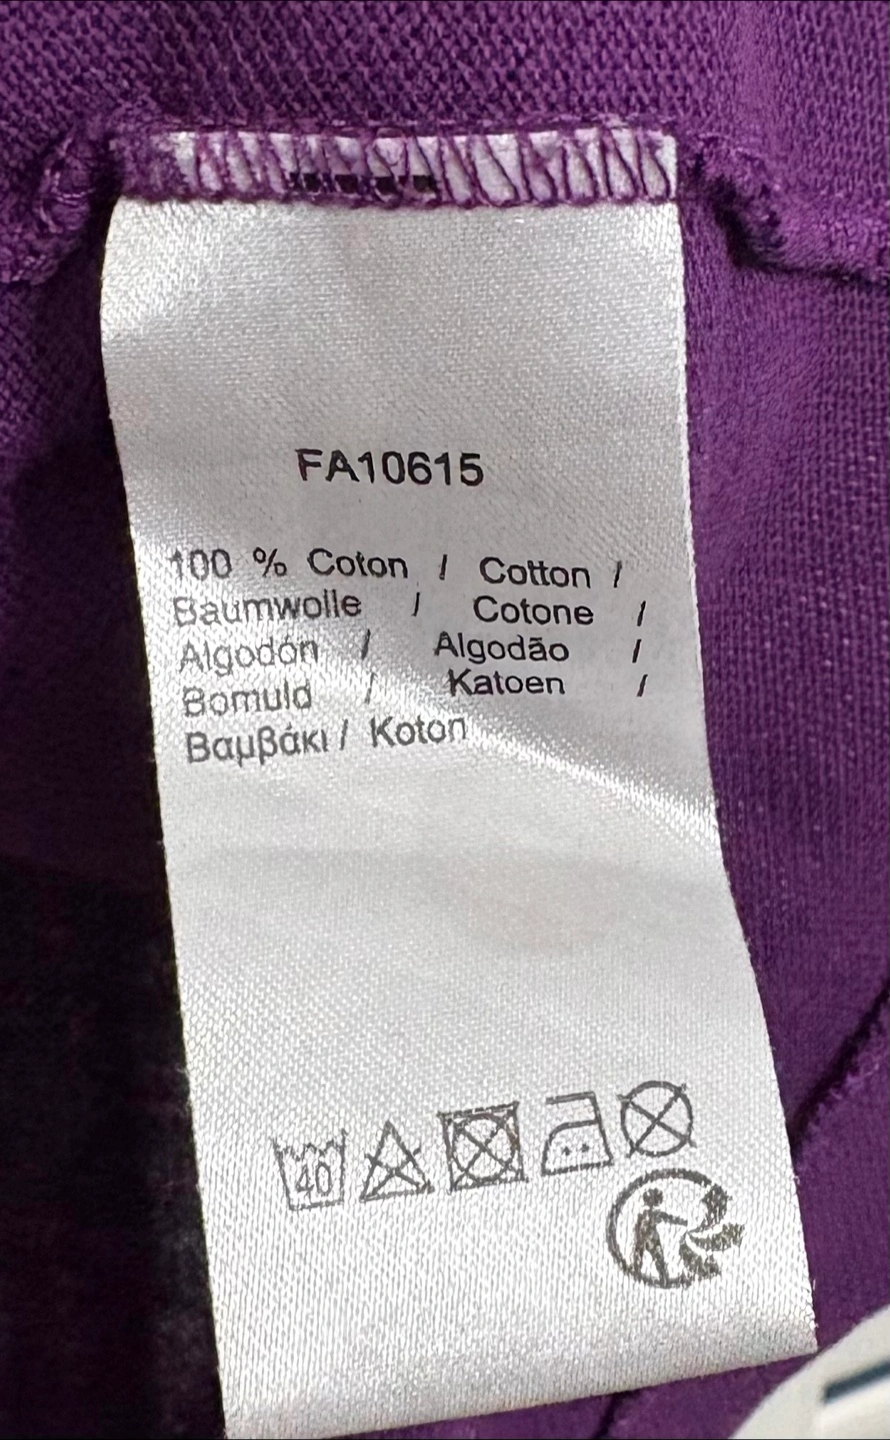 FA10615
100 % Coton / Cotton /
Baumwolle / Cotone /
Algodón / Algodão /
Bomuld / Katoen /
Βαμβάκι / Koton
40